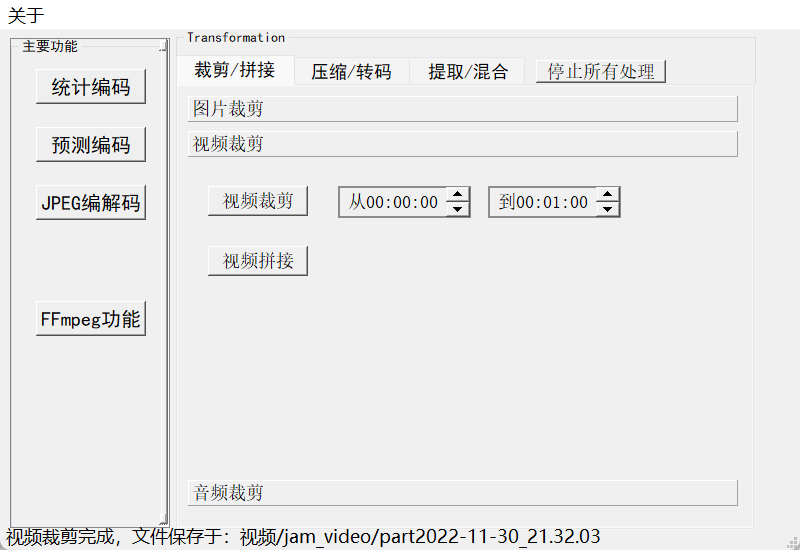 关于
主要功能
统计编码
预测编码
JPEG编解码
FFmpeg功能
Transformation
裁剪/拼接
压缩/转码
提取/混合
停止所有处理
图片裁剪
视频裁剪
视频裁剪
从00:00:00
到00:01:00
视频拼接
音频裁剪
视频裁剪完成，文件保存于：视频/jam_video/part2022-11-30_21.32.03